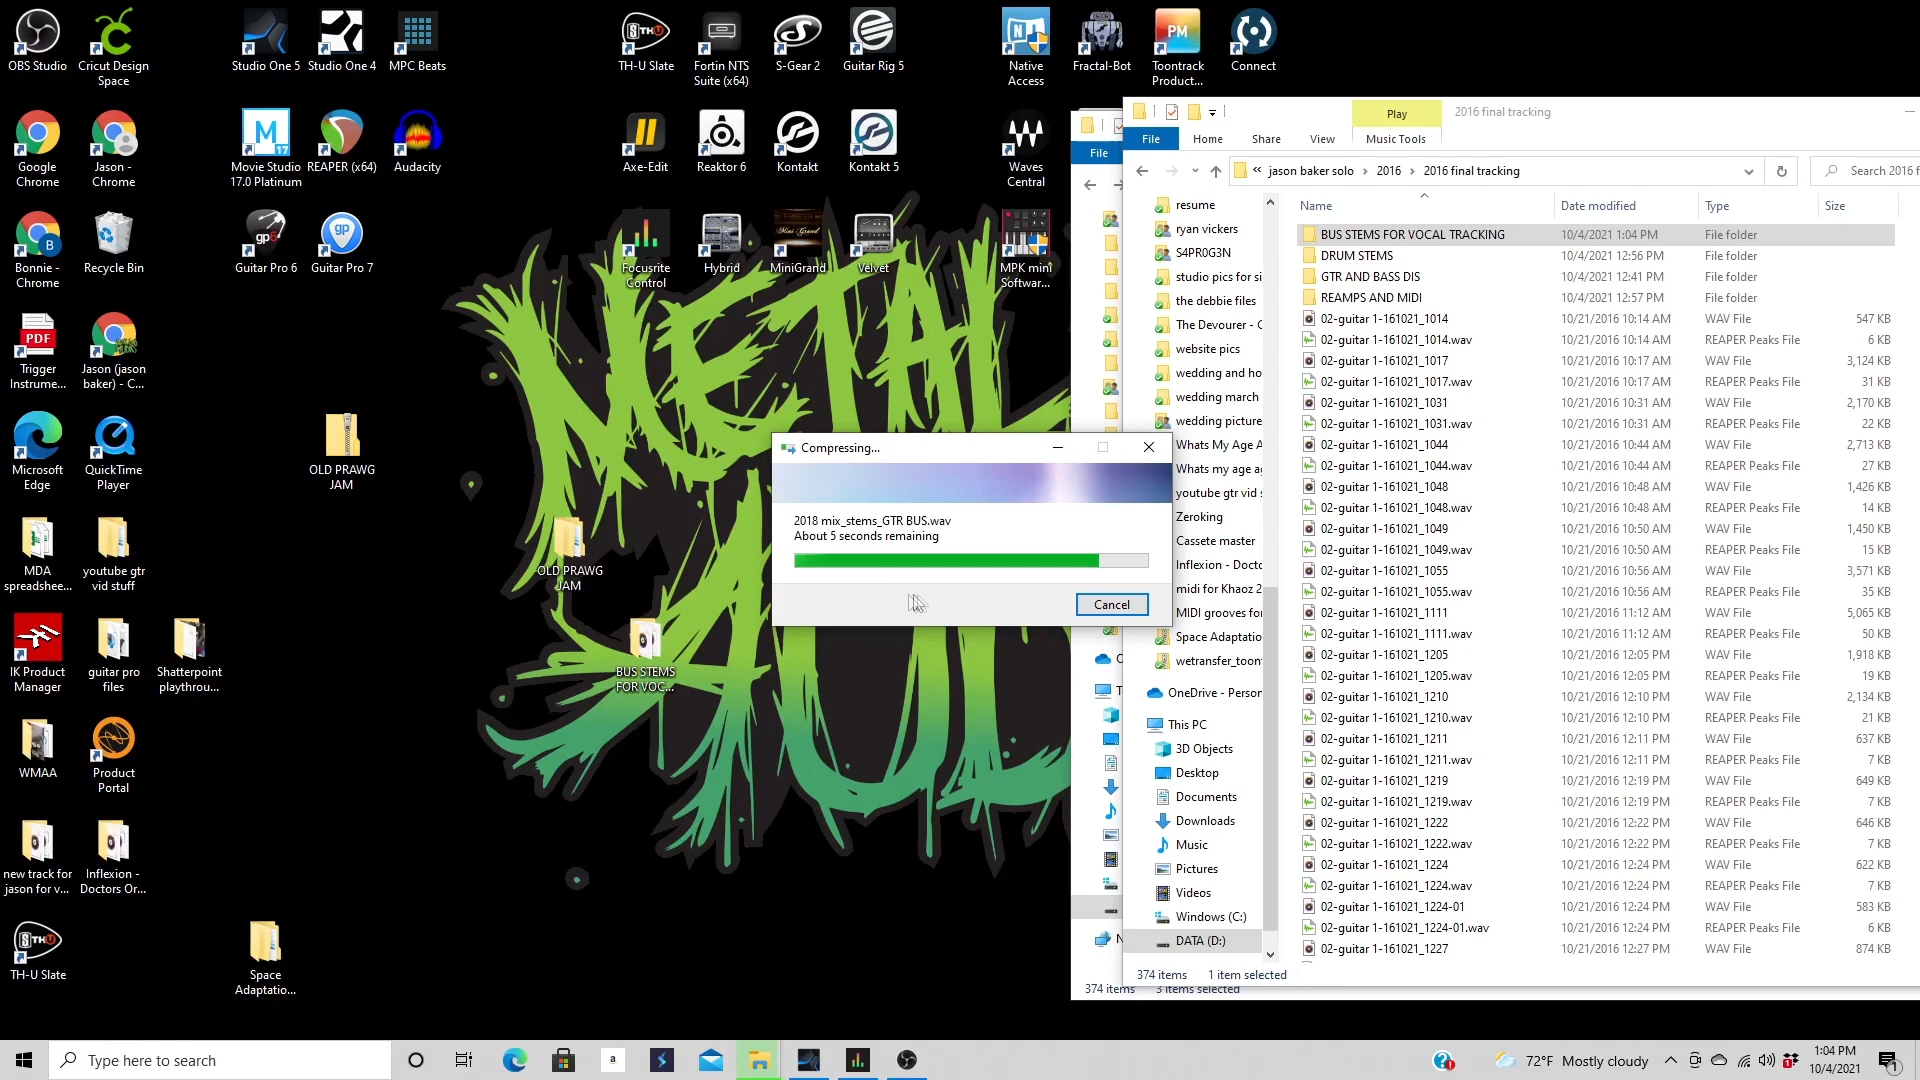 OBS Studio
Cricut Design
Space
Studio One 5
Studio One 4
MPC Beats
TH-U Slate
Fortin NTS
Suite (x64)
S-Gear 2
Guitar Rig 5
Native
Access
Fractal-Bot
Toontrack
Product...
Connect
Google
Chrome
Jason -
Chrome
Movie Studio
17.0 Platinum
REAPER (x64)
Audacity
Axe-Edit
Reaktor 6
Kontakt
Kontakt 5
Waves
Central
Bonnie -
Chrome
Recycle Bin
Guitar Pro 6
Guitar Pro 7
Focusrite
Control
Hybrid
MiniGrand
Velvet
MPK mini
Softwar...
Trigger
Instrume...
Jason (jason
baker) - C...
Microsoft
Edge
QuickTime
Player
OLD PRAWG
JAM
MDA
spreadshee...
youtube gtr
vid stuff
OLD PRAWG
JAM
IK Product
Manager
guitar pro
files
Shatterpoint
playthrou...
BUS STEMS
FOR VOC...
WMAA
Product
Portal
new track for
jason for v...
Inflexion -
Doctors Or...
TH-U Slate
Space
Adaptatio...
METAL
Compressing...
2018 mix_stems_GTR BUS.wav
About 5 seconds remaining
Cancel
File
374 items
3 items selected
Play
2016 final tracking
File
Home
Share
View
Music Tools
« jason baker solo > 2016 > 2016 final tracking
Search 2016 f
resume
ryan vickers
S4PR0G3N
studio pics for si
the debbie files
The Devourer - C
website pics
wedding and ho
wedding march
wedding picture
Whats My Age A
Whats my age a
youtube gtr vid s
Zeroking
Cassete master
Inflexion - Docto
midi for Khaoz 2
MIDI grooves for
Space Adaptatio
wetransfer_toont
OneDrive - Person
This PC
3D Objects
Desktop
Documents
Downloads
Music
Pictures
Videos
Windows (C:)
DATA (D:)
Name Date modified Type Size
BUS STEMS FOR VOCAL TRACKING 10/4/2021 1:04 PM File folder
DRUM STEMS 10/4/2021 12:56 PM File folder
GTR AND BASS DIS 10/4/2021 12:41 PM File folder
REAMPS AND MIDI 10/4/2021 12:57 PM File folder
02-guitar 1-161021_1014 10/21/2016 10:14 AM WAV File 547 KB
02-guitar 1-161021_1014.wav 10/21/2016 10:14 AM REAPER Peaks File 6 KB
02-guitar 1-161021_1017 10/21/2016 10:17 AM WAV File 3,124 KB
02-guitar 1-161021_1017.wav 10/21/2016 10:17 AM REAPER Peaks File 31 KB
02-guitar 1-161021_1031 10/21/2016 10:31 AM WAV File 2,170 KB
02-guitar 1-161021_1031.wav 10/21/2016 10:31 AM REAPER Peaks File 22 KB
02-guitar 1-161021_1044 10/21/2016 10:44 AM WAV File 2,713 KB
02-guitar 1-161021_1044.wav 10/21/2016 10:44 AM REAPER Peaks File 27 KB
02-guitar 1-161021_1048 10/21/2016 10:48 AM WAV File 1,426 KB
02-guitar 1-161021_1048.wav 10/21/2016 10:48 AM REAPER Peaks File 14 KB
02-guitar 1-161021_1049 10/21/2016 10:50 AM WAV File 1,450 KB
02-guitar 1-161021_1049.wav 10/21/2016 10:50 AM REAPER Peaks File 15 KB
02-guitar 1-161021_1055 10/21/2016 10:56 AM WAV File 3,571 KB
02-guitar 1-161021_1055.wav 10/21/2016 10:56 AM REAPER Peaks File 35 KB
02-guitar 1-161021_1111 10/21/2016 11:12 AM WAV File 5,065 KB
02-guitar 1-161021_1111.wav 10/21/2016 11:12 AM REAPER Peaks File 50 KB
02-guitar 1-161021_1205 10/21/2016 12:05 PM WAV File 1,918 KB
02-guitar 1-161021_1205.wav 10/21/2016 12:05 PM REAPER Peaks File 19 KB
02-guitar 1-161021_1210 10/21/2016 12:10 PM WAV File 2,134 KB
02-guitar 1-161021_1210.wav 10/21/2016 12:10 PM REAPER Peaks File 21 KB
02-guitar 1-161021_1211 10/21/2016 12:11 PM WAV File 637 KB
02-guitar 1-161021_1211.wav 10/21/2016 12:11 PM REAPER Peaks File 7 KB
02-guitar 1-161021_1219 10/21/2016 12:19 PM WAV File 649 KB
02-guitar 1-161021_1219.wav 10/21/2016 12:19 PM REAPER Peaks File 7 KB
02-guitar 1-161021_1222 10/21/2016 12:22 PM WAV File 646 KB
02-guitar 1-161021_1222.wav 10/21/2016 12:22 PM REAPER Peaks File 7 KB
02-guitar 1-161021_1224 10/21/2016 12:24 PM WAV File 622 KB
02-guitar 1-161021_1224.wav 10/21/2016 12:24 PM REAPER Peaks File 7 KB
02-guitar 1-161021_1224-01 10/21/2016 12:24 PM WAV File 583 KB
02-guitar 1-161021_1224-01.wav 10/21/2016 12:24 PM REAPER Peaks File 6 KB
02-guitar 1-161021_1227 10/21/2016 12:27 PM WAV File 874 KB
374 items 1 item selected
Type here to search
72°F Mostly cloudy
1:04 PM
10/4/2021